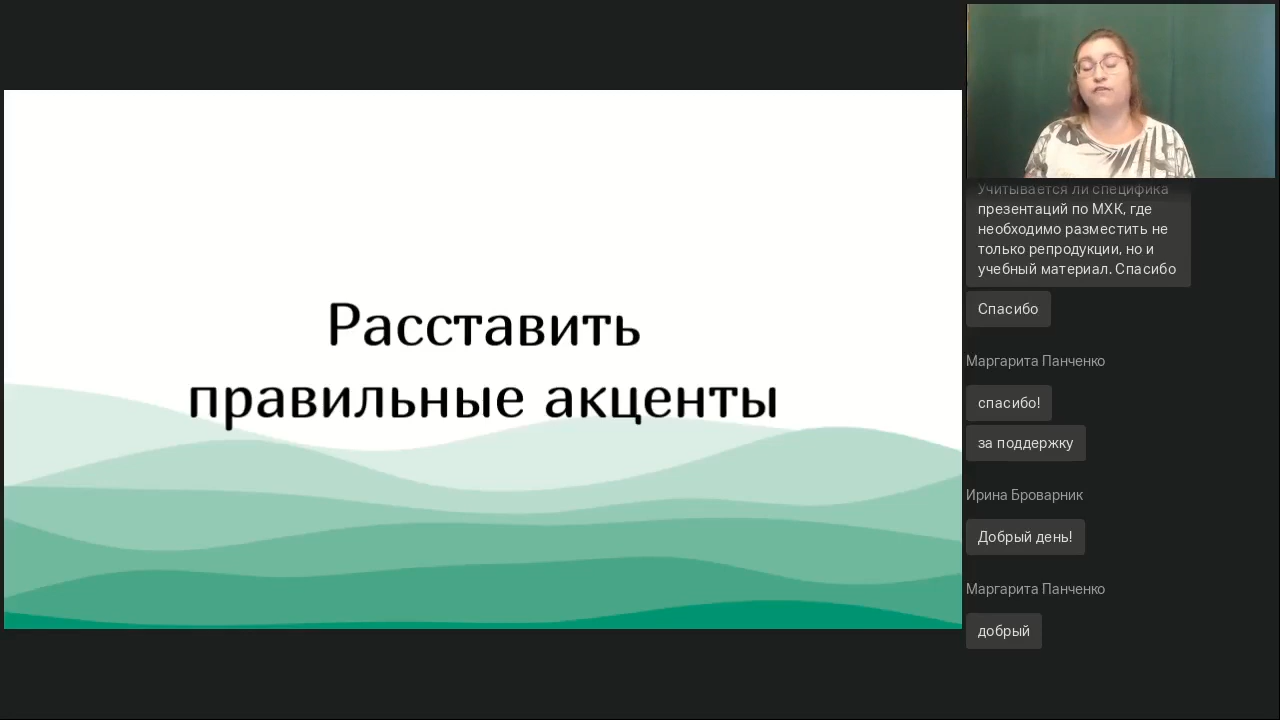 Расставить
правильные акценты
Учитывается ли специфика
презентаций по МХК, где
необходимо разместить не
только репродукции, но и
учебный материал. Спасибо
Спасибо
Маргарита Панченко
спасибо!
за поддержку
Ирина Броварник
Добрый день!
Маргарита Панченко
добрый